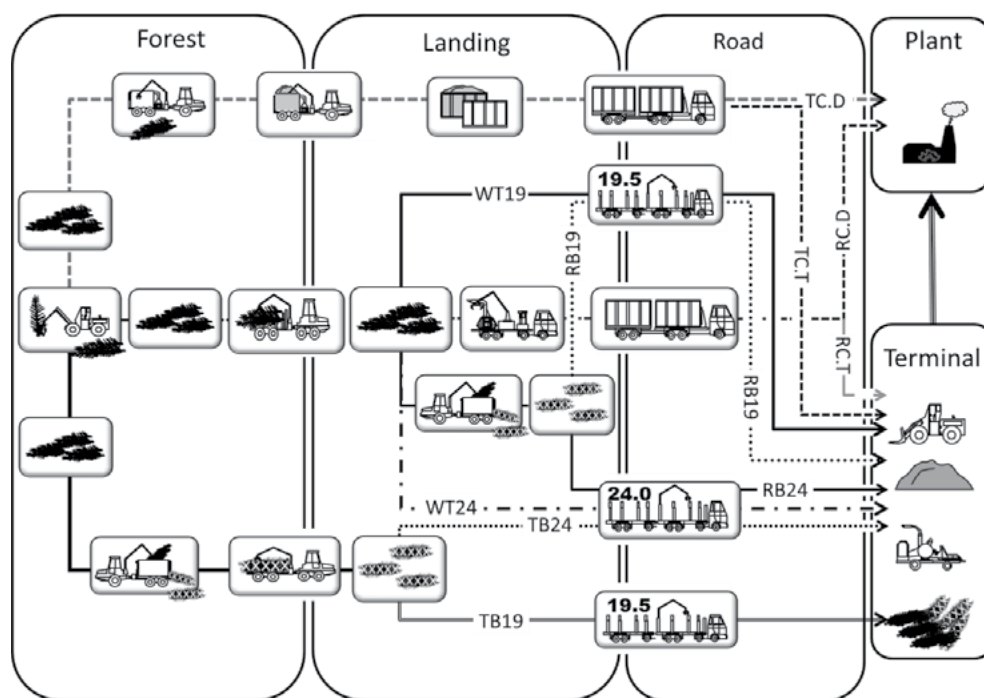 Forest
Landing
Road
Plant
TC.D
19.5
WT19
RB19
TC.T
RC.D
RC.T
Terminal
RB19
24.0
RB24
WT24
TB24
19.5
TB19